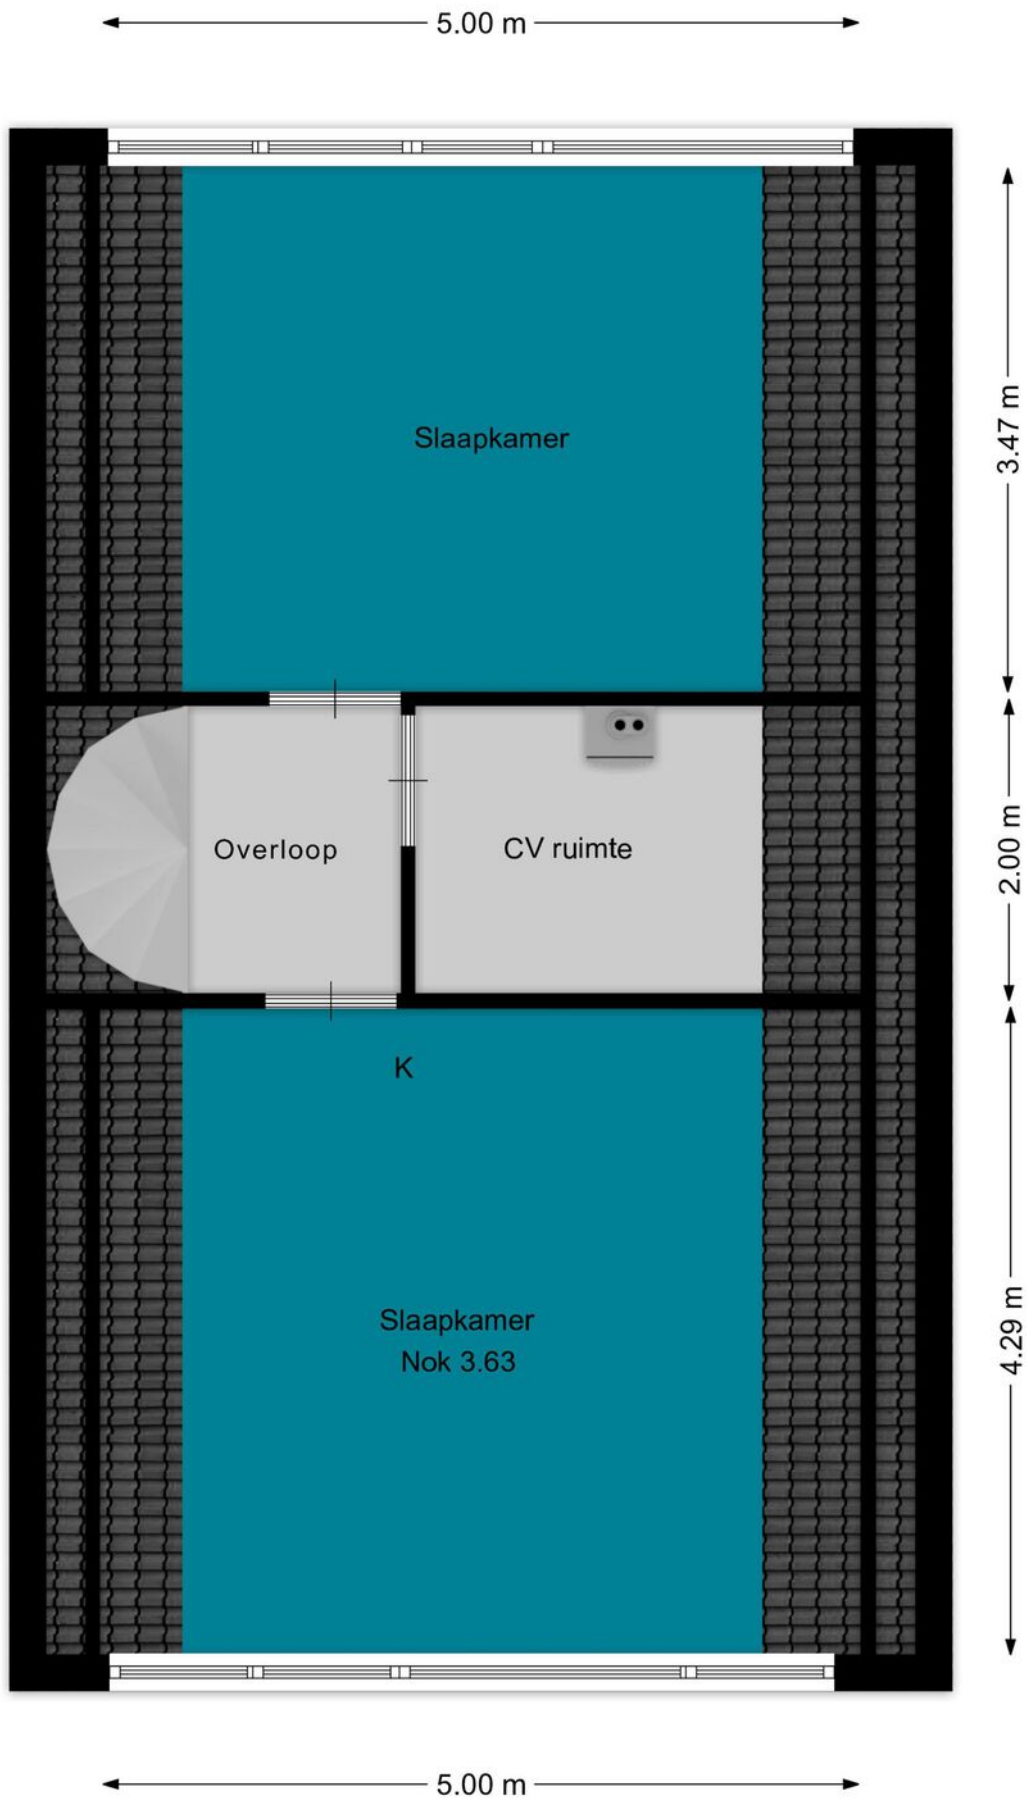 5.00 m
3.47 m
Slaapkamer
2.00 m
Overloop
CV ruimte
K
4.29 m
Slaapkamer
Nok 3.63
5.00 m